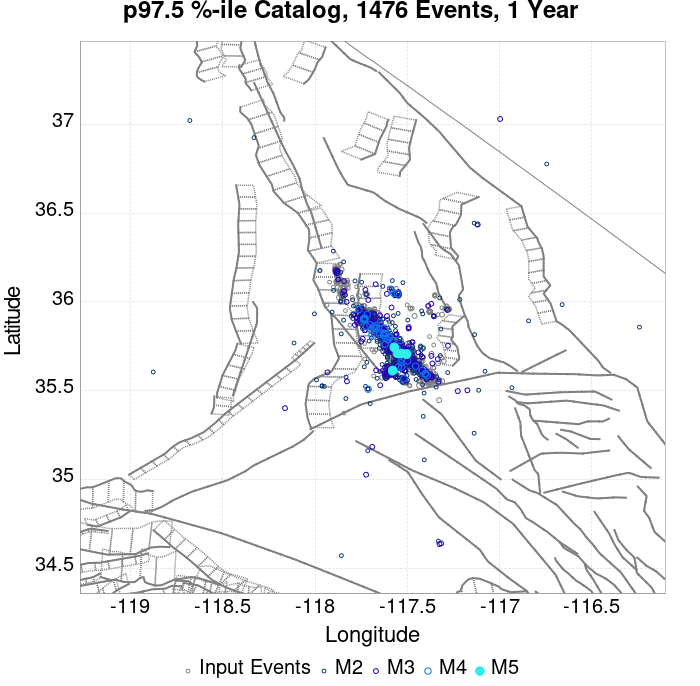 p97.5 %-ile Catalog, 1476 Events, 1 Year
37
36.5
36
35.5
35
34.5
Latitude
-119 -118.5 -118 -117.5 -117 -116.5
Longitude
Input Events M2 M3 M4 M5